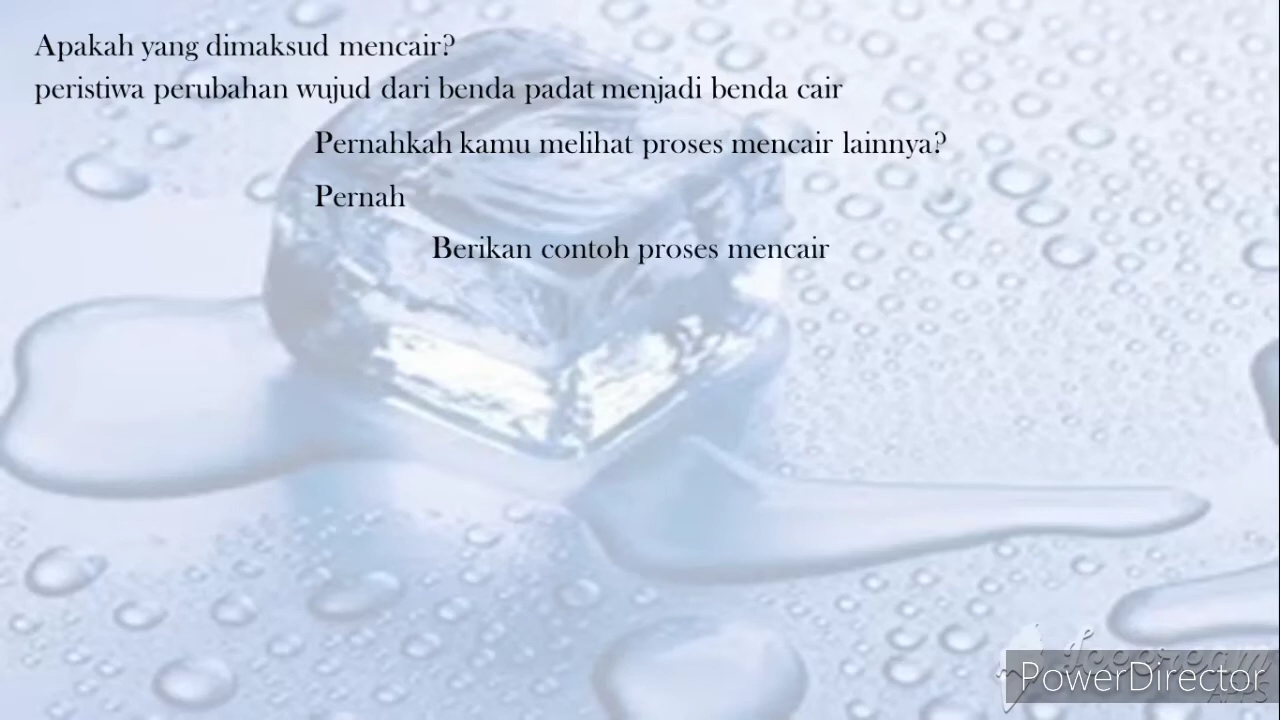 Apakah yang dimaksud mencair?
peristiwa perubahan wujud dari benda padat menjadi benda cair
Pernahkah kamu melihat proses mencair lainnya?
Pernah
Berikan contoh proses mencair
PowerDirector